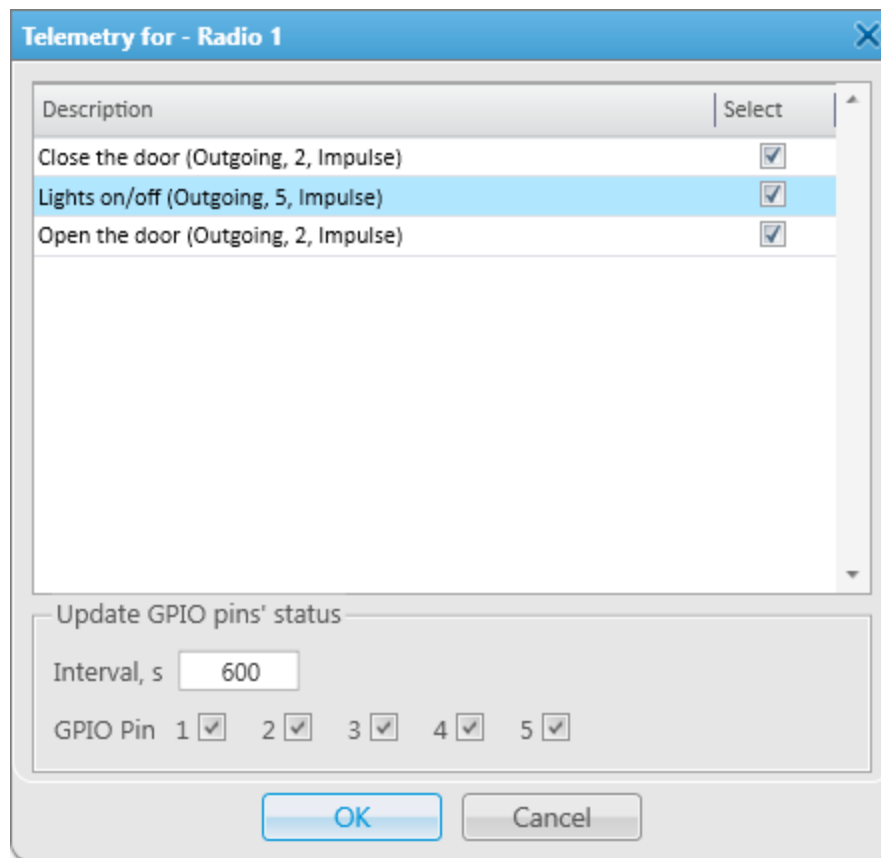 Telemetry for - Radio 1
Description Select
Close the door (Outgoing, 2, Impulse)
Lights on/off (Outgoing, 5, Impulse)
Open the door (Outgoing, 2, Impulse)
Update GPIO pins' status
Interval, s 600
GPIO Pin 1 2 3 4 5
OK Cancel